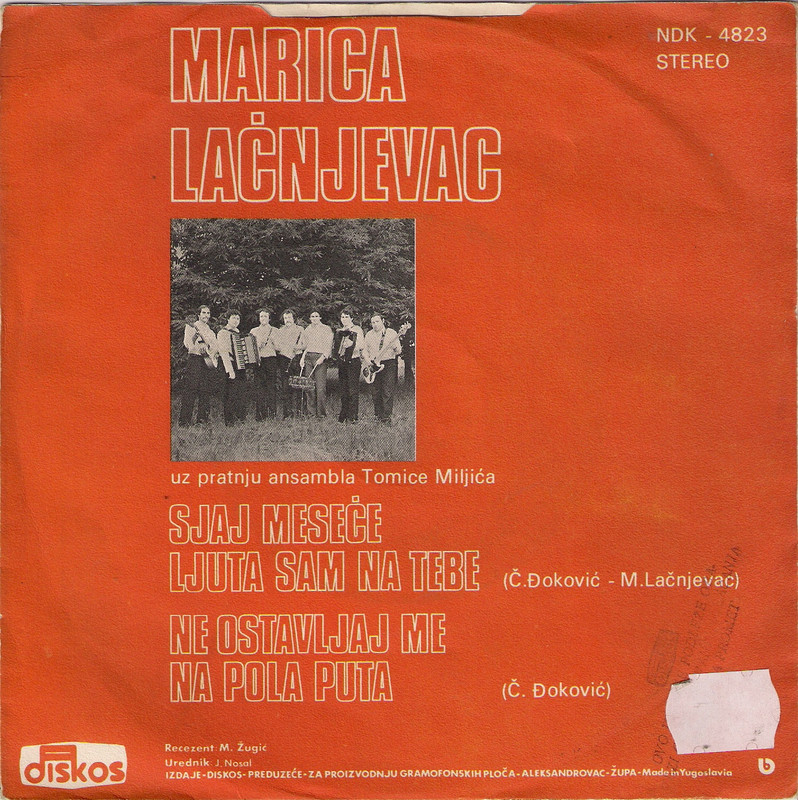 MARICA
LAČNJEVAC
NDK - 4823
STEREO
uz pratnju ansambla Tomice Miljića
SJAJ MESEČE
LJUTA SAM NA TEBE (Č.Đoković - M.Lačnjevac)
NE OSTAVLJAJ ME
NA POLA PUTA (Č. Đoković)
diskos
Recezent: M. Žugić
Urednik: J. Nosal
IZDAJE-DISKOS-PREDUZEĆE-ZA PROIZVODNJU GRAMOFONSKIH PLOČA-ALEKSANDROVAC-ŽUPA-Made in Yugoslavia
b